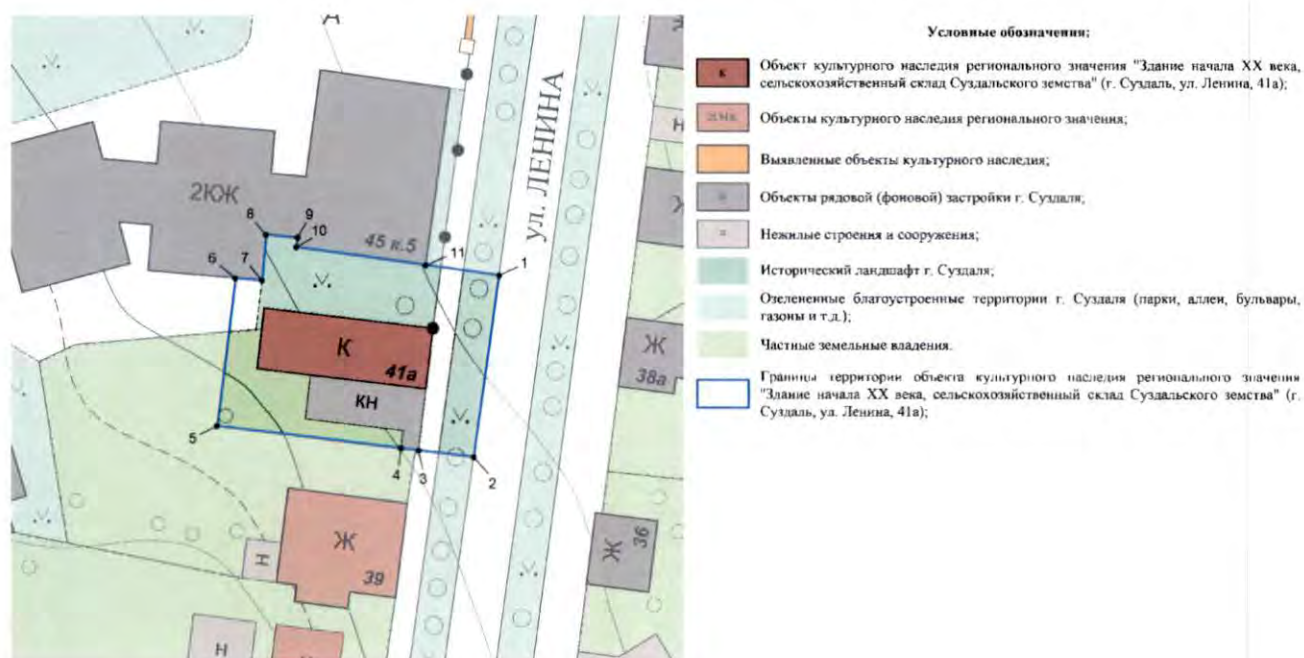 Условные обозначения:
К
Объект культурного наследия регионального значения "Здание начала XX века,
сельскохозяйственный склад Суздальского земства" (г. Суздаль, ул. Ленина, 41а);
Объекты культурного наследия регионального значения;
Выявленные объекты культурного наследия;
Объекты рядовой (фоновой) застройки г. Суздаля;
Нежилые строения и сооружения;
Исторический ландшафт г. Суздаля;
Озелененные благоустроенные территории г. Суздаля (парки, аллеи, бульвары,
газоны и т.д.);
Частные земельные владения.
Границы территории объекта культурного наследия регионального значения
"Здание начала XX века, сельскохозяйственный склад Суздальского земства" (г.
Суздаль, ул. Ленина, 41а);
ул. ЛЕНИНА
Н
2КЖ
8
9
10
45 к.5
11
1
6
7
К
41а
КН
Ж
38а
5
4
3
2
Ж
39
Н
Ж
36
Н